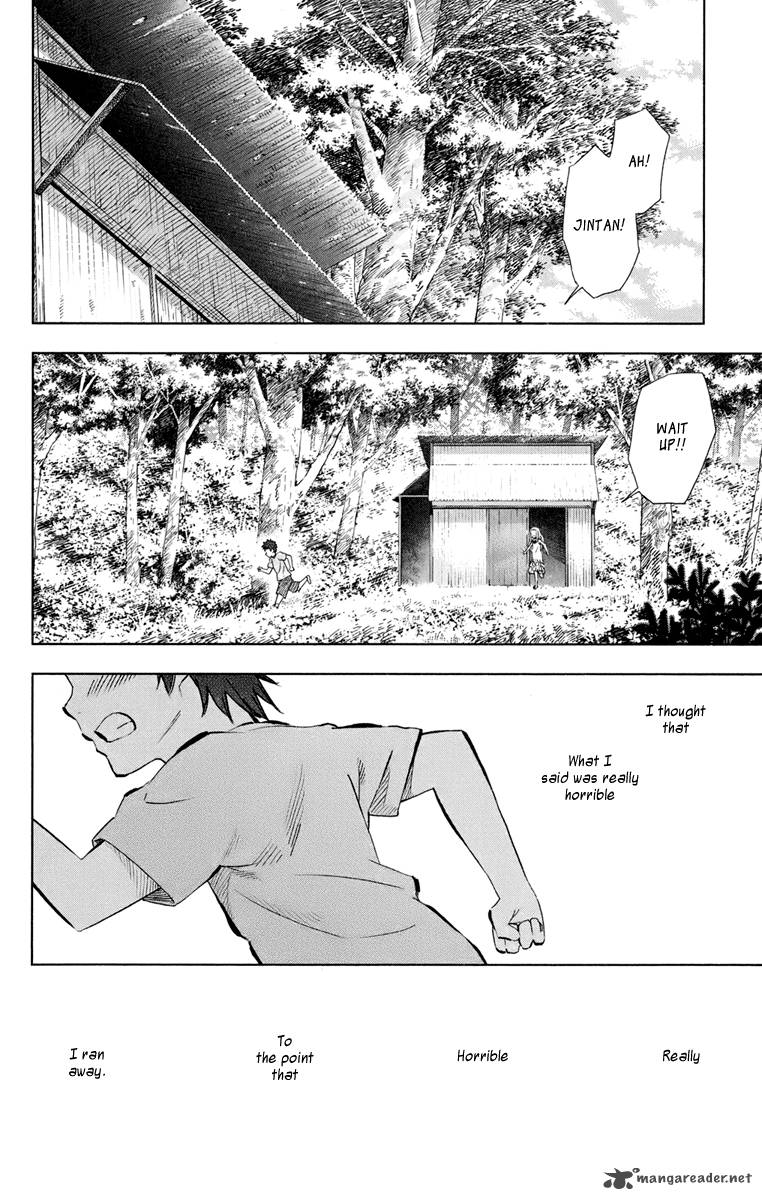 AH!
JINTAN!
WAIT
UP!!
I thought
that
What I
said was really
horrible
Really
Horrible
To
the point
that
I ran
away.
mangareader.net